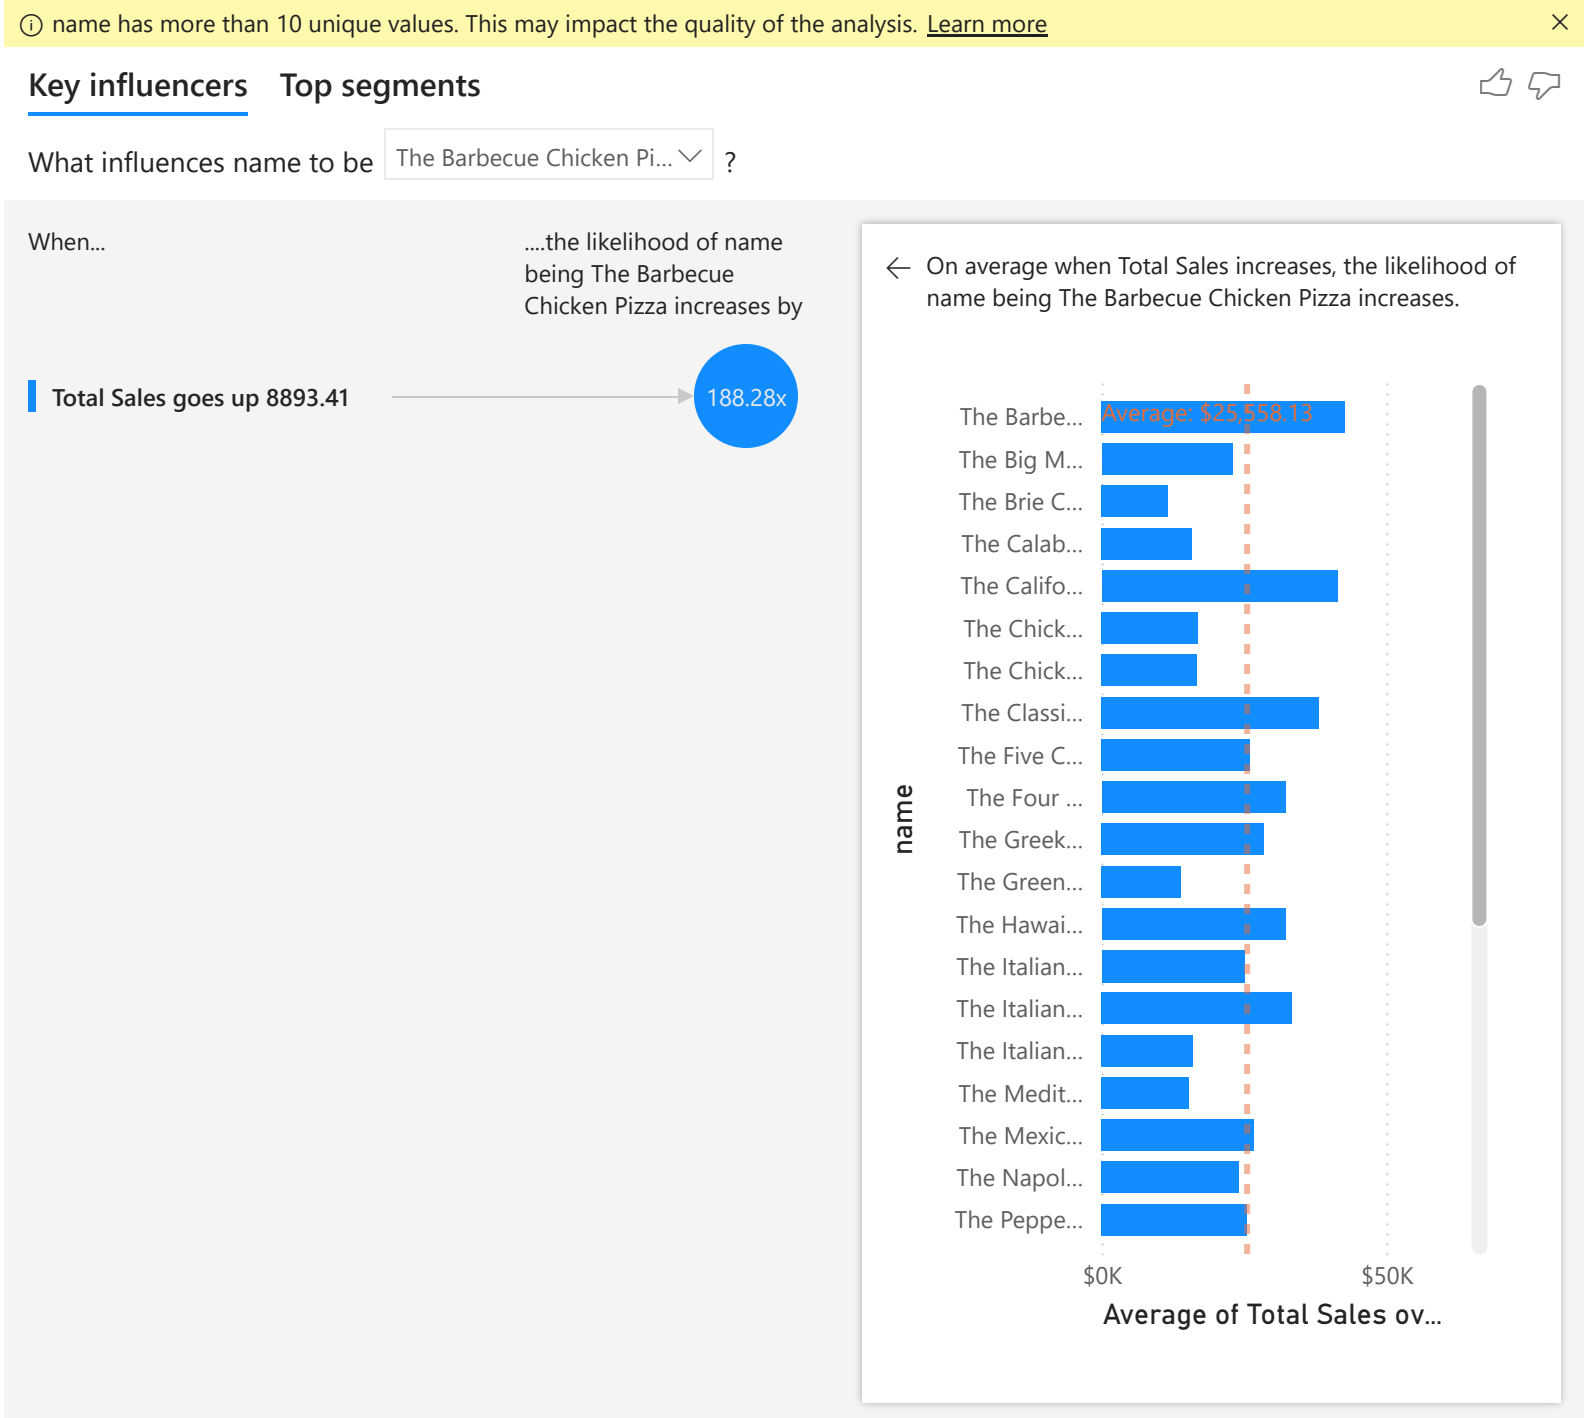 name has more than 10 unique values. This may impact the quality of the analysis. Learn more
Key influencers Top segments
What influences name to be The Barbecue Chicken Pi... ?
When...
....the likelihood of name
being The Barbecue
Chicken Pizza increases by
Total Sales goes up 8893.41
188.28x
On average when Total Sales increases, the likelihood of
name being The Barbecue Chicken Pizza increases.
name
The Barbe...
Average: $25,558.13
The Big M...
The Brie C...
The Calab...
The Califo...
The Chick...
The Chick...
The Classi...
The Five C...
The Four ...
The Greek...
The Green...
The Hawai...
The Italian...
The Italian...
The Italian...
The Medit...
The Mexic...
The Napol...
The Peppe...
$0K $50K
Average of Total Sales ov...